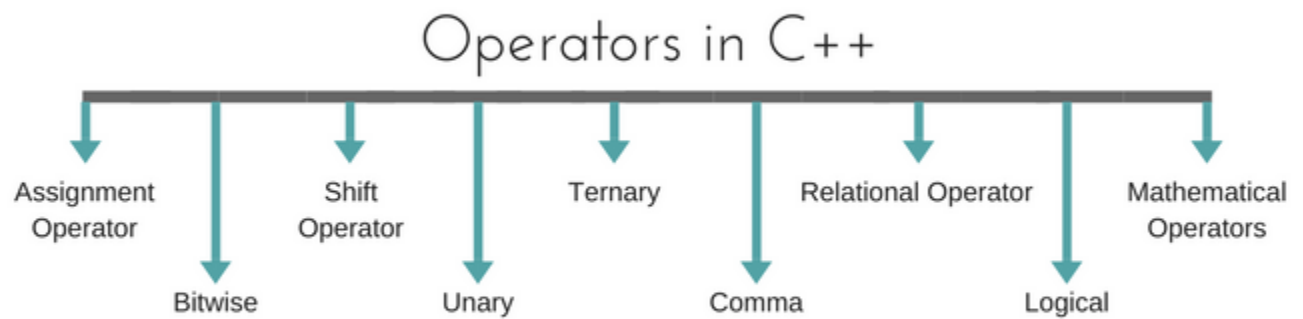 Operators in C++
Assignment
Operator
Bitwise
Shift
Operator
Unary
Ternary
Comma
Relational Operator
Logical
Mathematical
Operators